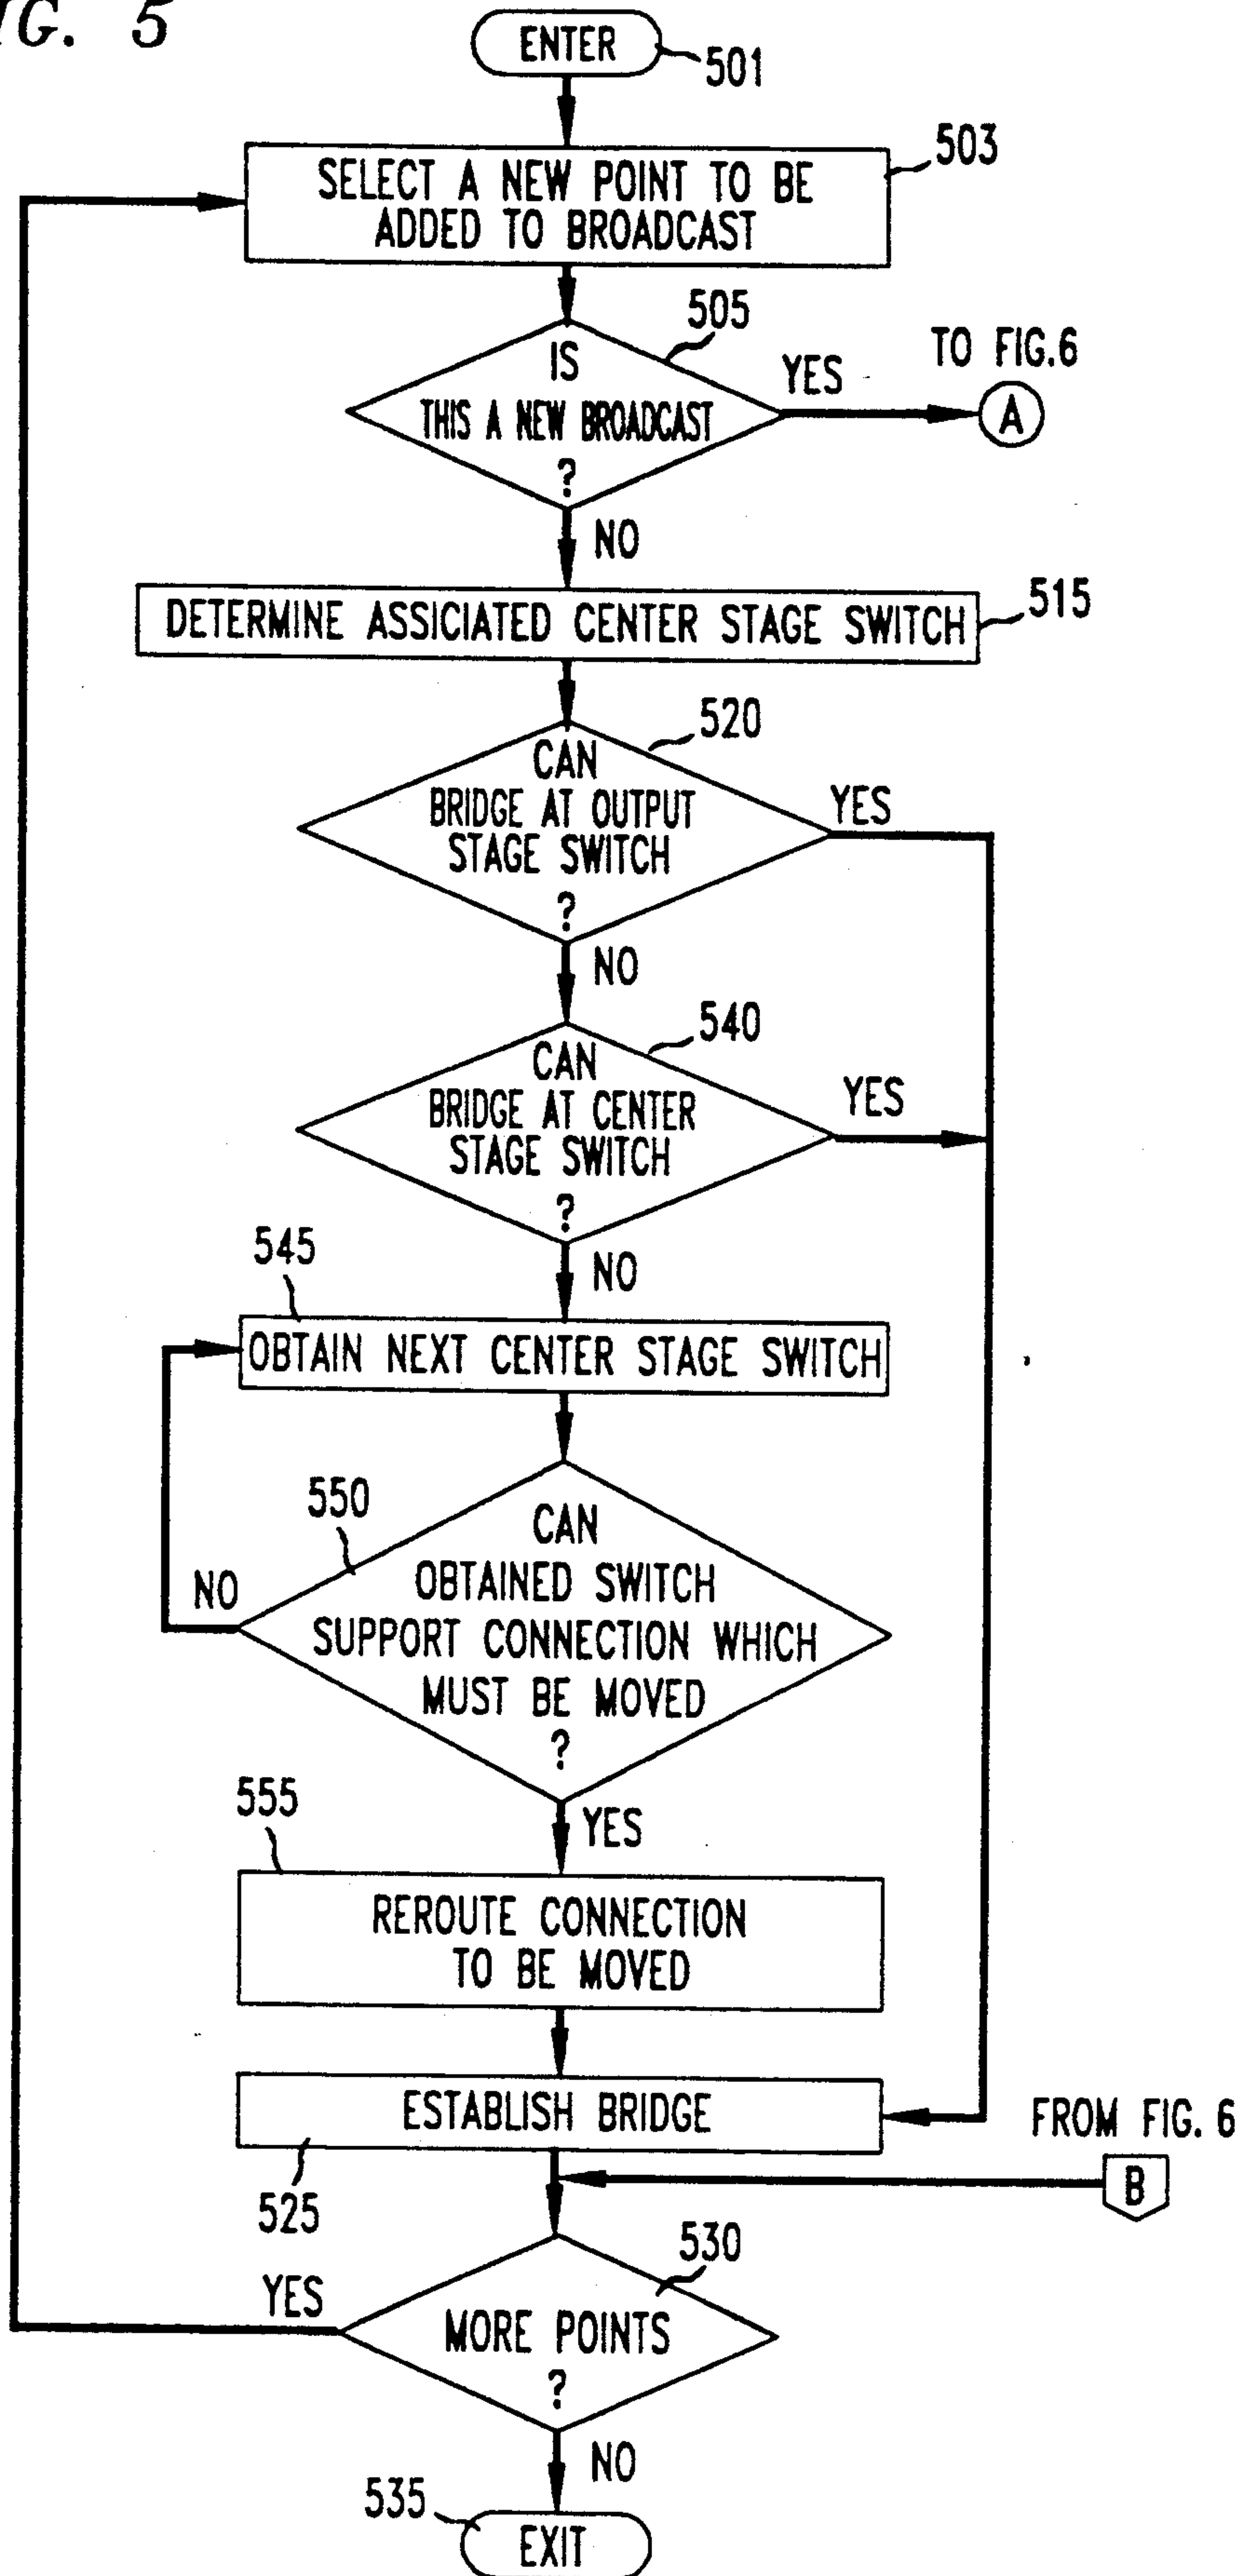 IG. 5
ENTER
501
503
SELECT A NEW POINT TO BE
ADDED TO BROADCAST
505
IS
THIS A NEW BROADCAST
?
YES
TO FIG.6
A
NO
DETERMINE ASSICIATED CENTER STAGE SWITCH
515
520
CAN
BRIDGE AT OUTPUT
STAGE SWITCH
?
YES
NO
540
CAN
BRIDGE AT CENTER
STAGE SWITCH
?
YES
NO
545
OBTAIN NEXT CENTER STAGE SWITCH
550
CAN
OBTAINED SWITCH
SUPPORT CONNECTION WHICH
MUST BE MOVED
?
NO
YES
555
REROUTE CONNECTION
TO BE MOVED
ESTABLISH BRIDGE
525
FROM FIG. 6
B
530
MORE POINTS
?
YES
NO
535
EXIT